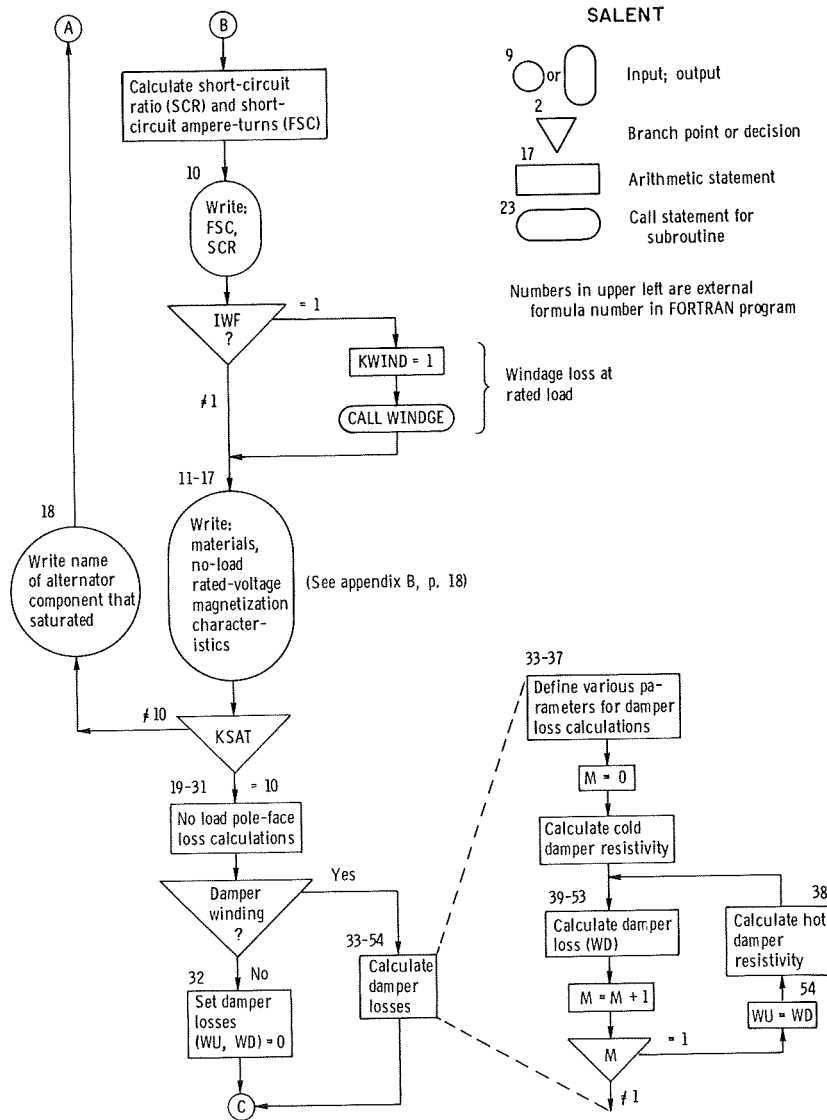 SALENT
A
B
9
or
Input; output
2
Branch point or decision
17
Arithmetic statement
23
Call statement for
subroutine
Numbers in upper left are external
formula number in FORTRAN program
Calculate short-circuit
ratio (SCR) and short-
circuit ampere-turns (FSC)
10
Write:
FSC,
SCR
IWF
?
= 1
≠1
KWIND = 1
CALL WINDGE
Windage loss at
rated load
11-17
Write:
materials,
no-load
rated-voltage
magnetization
character-
istics
(See appendix B, p. 18)
18
Write name
of alternator
component that
saturated
KSAT
≠10
= 10
19-31
No load pole-face
loss calculations
Damper
winding
?
Yes
No
32
Set damper
losses
(WU, WD) = 0
33-54
Calculate
damper
losses
C
33-37
Define various pa-
rameters for damper
loss calculations
M = 0
Calculate cold
damper resistivity
39-53
Calculate damper
loss (WD)
M = M + 1
M
= 1
≠1
54
WU = WD
38
Calculate hot
damper
resistivity